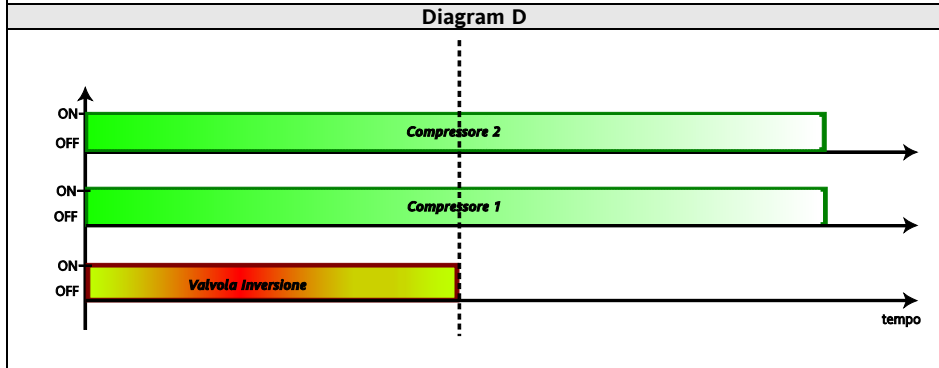 Diagram D
ON
OFF
Compressore 2
ON
OFF
Compressore 1
ON
OFF
Valvola inversione
tempo